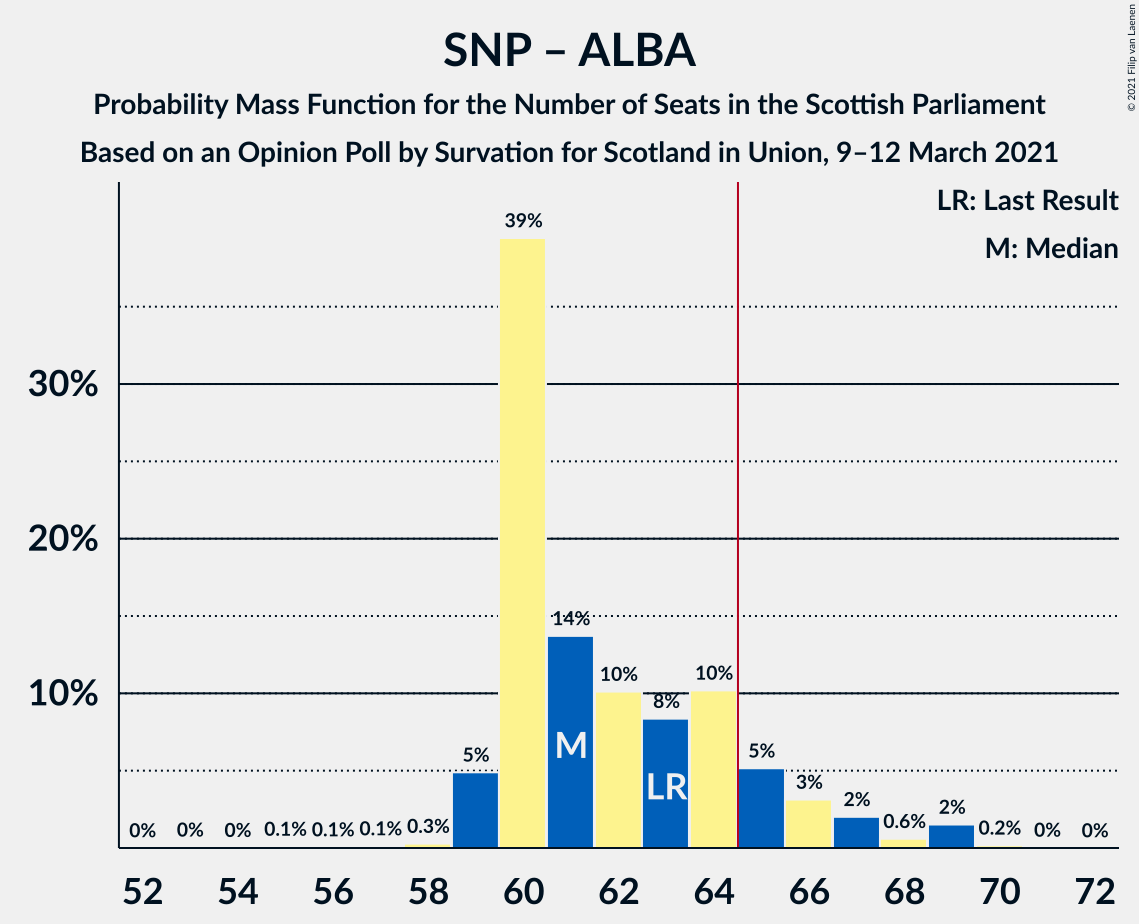 SNP – ALBA
Probability Mass Function for the Number of Seats in the Scottish Parliament
Based on an Opinion Poll by Survation for Scotland in Union, 9–12 March 2021
© 2021 Filip van Laenen
LR: Last Result
M: Median
39%
30%
20%
14%
10%
10%
10%
8%
M
5%
LR
5%
3%
2%
0.6%
2%
0%
0%
0%
0.1%
0.1%
0.1%
0.3%
0.2%
0%
0%
52 54 56 58 60 62 64 66 68 70 72